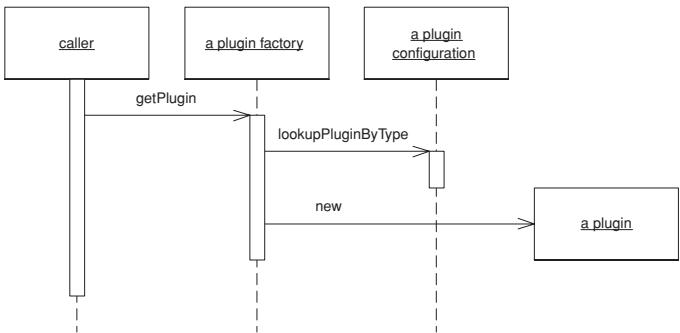 caller
a plugin factory
a plugin
configuration
getPlugin
lookupPluginByType
new
a plugin